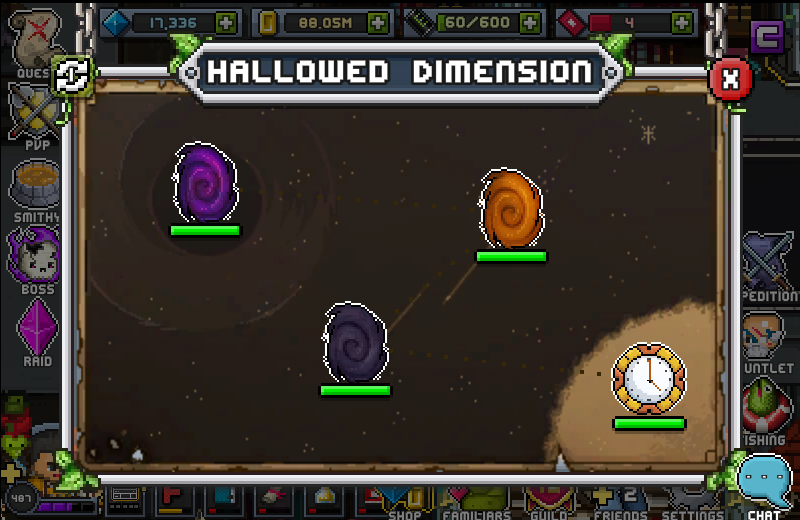 17,336
88.05M
60/600
4
QUES
HALLOWED DIMENSION
X
PVP
SMITHY
BOSS
PEDITION
RAID
UNTLET
ISHING
487
SHOP
FAMILIARS
GUILD
FRIENDS
SETTINGS
CHAT